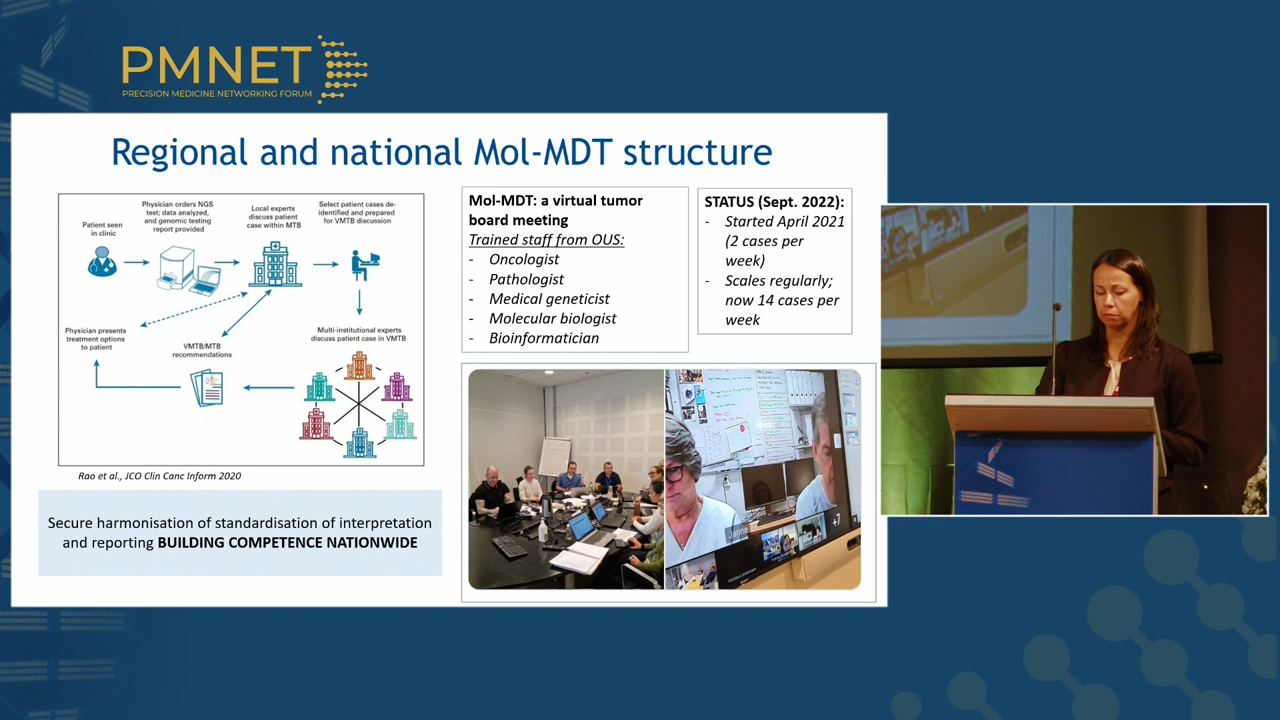 PMNET
PRECISION MEDICINE NETWORKING FORUM
Regional and national Mol-MDT structure
Patient seen
in clinic
Physician orders NGS
test; data analyzed,
and genomic testing
report provided
Local experts
discuss patient
case within MTB
Select patient cases de-
identified and prepared
for VMTB discussion
Physician presents
treatment options
to patient
VMTB/MTB
recommendations
Multi-institutional experts
discuss patient case in VMTB
Rao et al., JCO Clin Canc Inform 2020
Secure harmonisation of standardisation of interpretation
and reporting BUILDING COMPETENCE NATIONWIDE
Mol-MDT: a virtual tumor
board meeting
Trained staff from OUS:
- Oncologist
- Pathologist
- Medical geneticist
- Molecular biologist
- Bioinformatician
STATUS (Sept. 2022):
- Started April 2021
(2 cases per
week)
- Scales regularly;
now 14 cases per
week
+7